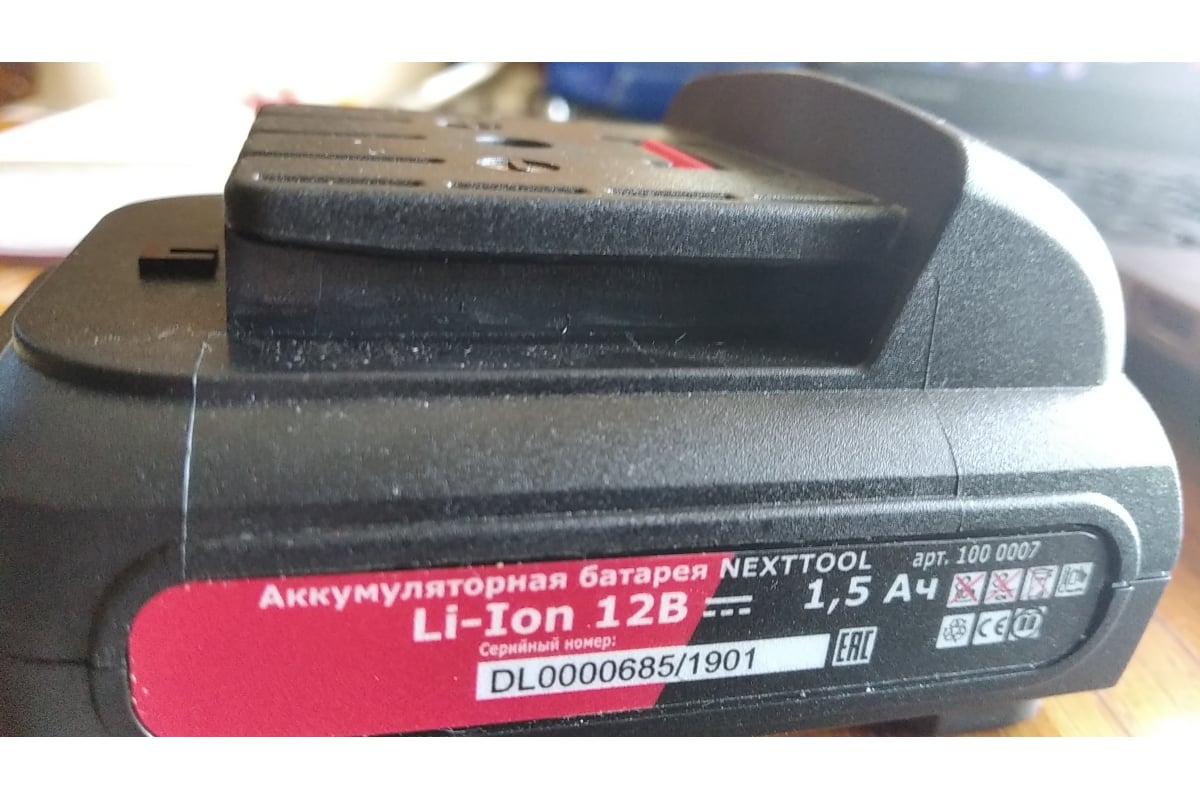 Аккумуляторная батарея NEXTTOOL арт. 100 0007
Li-Ion 12В 1,5 Ач
Серийный номер:
DL0000685/1901
EAC
CE